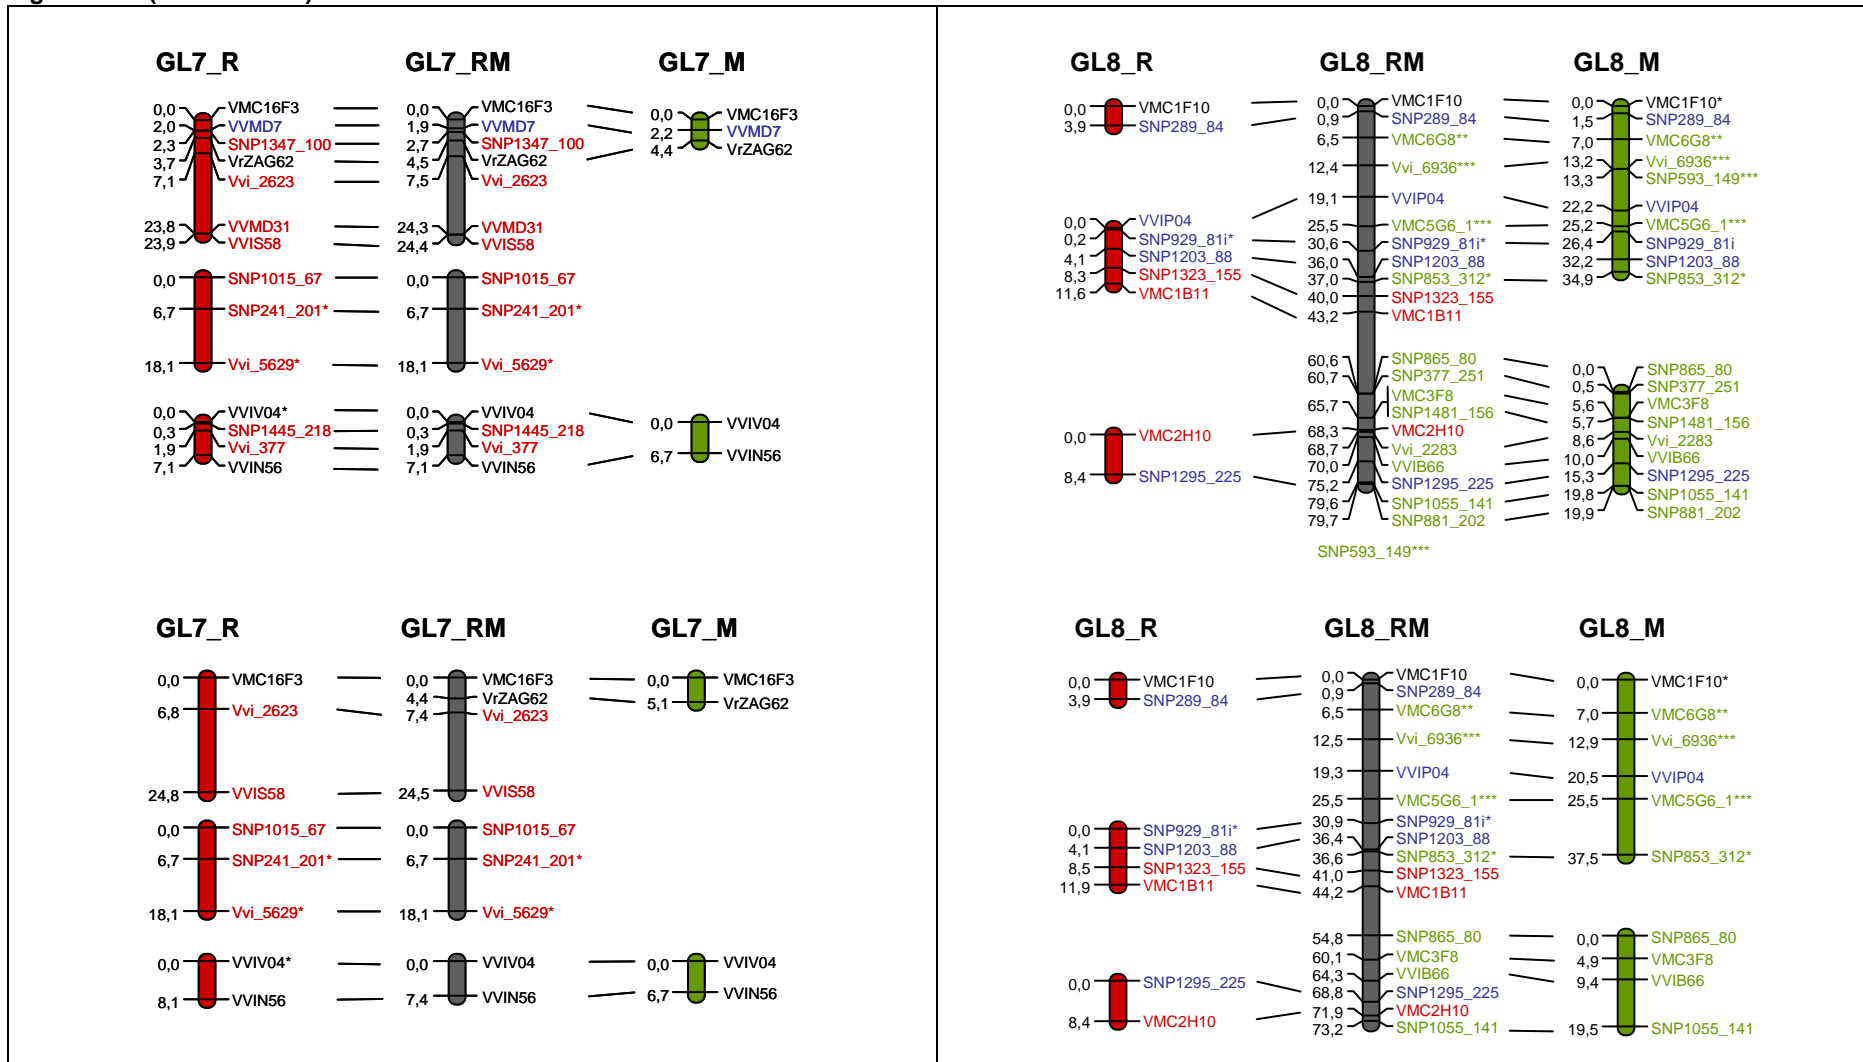 GL7_R GL7_RM GL7_M
0,0 VMC16F3
2,0 VVMD7
2,3 SNP1347_100
3,7 VrZAG62
7,1 Vvi_2623
23,8 VVMD31
23,9 VVIS58
0,0 SNP1015_67
6,7 SNP241_201*
18,1 Vvi_5629*
0,0 VVIV04*
0,3 SNP1445_218
1,9 Vvi_377
7,1 VVIN56
0,0 VMC16F3
1,9 VVMD7
2,7 SNP1347_100
4,5 VrZAG62
7,5 Vvi_2623
24,3 VVMD31
24,4 VVIS58
0,0 SNP1015_67
6,7 SNP241_201*
18,1 Vvi_5629*
0,0 VVIV04
0,3 SNP1445_218
1,9 Vvi_377
7,1 VVIN56
0,0 VMC16F3
2,2 VVMD7
4,4 VrZAG62
0,0 VVIV04
6,7 VVIN56
GL8_R GL8_RM GL8_M
0,0 VMC1F10
3,9 SNP289_84
0,0 VVIP04
0,2 SNP929_81i*
4,1 SNP1203_88
8,3 SNP1323_155
11,6 VMC1B11
0,0 VMC2H10
8,4 SNP1295_225
0,0 VMC1F10
0,9 SNP289_84
6,5 VMC6G8**
12,4 Vvi_6936***
19,1 VVIP04
25,5 VMC5G6_1***
30,6 SNP929_81i*
36,0 SNP1203_88
37,0 SNP853_312*
40,0 SNP1323_155
43,2 VMC1B11
60,6 SNP865_80
60,7 SNP377_251
65,7 VMC3F8
SNP1481_156
68,3 VMC2H10
68,7 Vvi_2283
70,0 VVIB66
75,2 SNP1295_225
79,6 SNP1055_141
79,7 SNP881_202
SNP593_149***
0,0 VMC1F10*
1,5 SNP289_84
7,0 VMC6G8**
13,2 Vvi_6936***
13,3 SNP593_149***
22,2 VVIP04
25,2 VMC5G6_1***
26,4 SNP929_81i
32,2 SNP1203_88
34,9 SNP853_312*
0,0 SNP865_80
0,5 SNP377_251
5,6 VMC3F8
5,7 SNP1481_156
8,6 Vvi_2283
10,0 VVIB66
15,3 SNP1295_225
19,8 SNP1055_141
19,9 SNP881_202
GL7_R GL7_RM GL7_M
0,0 VMC16F3
6,8 Vvi_2623
24,8 VVIS58
0,0 SNP1015_67
6,7 SNP241_201*
18,1 Vvi_5629*
0,0 VVIV04*
8,1 VVIN56
0,0 VMC16F3
4,4 VrZAG62
7,4 Vvi_2623
24,5 VVIS58
0,0 SNP1015_67
6,7 SNP241_201*
18,1 Vvi_5629*
0,0 VVIV04
7,4 VVIN56
0,0 VMC16F3
5,1 VrZAG62
0,0 VVIV04
6,7 VVIN56
GL8_R GL8_RM GL8_M
0,0 VMC1F10
3,9 SNP289_84
0,0 SNP929_81i*
4,1 SNP1203_88
8,5 SNP1323_155
11,9 VMC1B11
0,0 SNP1295_225
8,4 VMC2H10
0,0 VMC1F10
0,9 SNP289_84
6,5 VMC6G8**
12,5 Vvi_6936***
19,3 VVIP04
25,5 VMC5G6_1***
30,9 SNP929_81i*
36,4 SNP1203_88
36,6 SNP853_312*
41,0 SNP1323_155
44,2 VMC1B11
54,8 SNP865_80
60,1 VMC3F8
64,3 VVIB66
68,8 SNP1295_225
71,9 VMC2H10
73,2 SNP1055_141
0,0 VMC1F10*
7,0 VMC6G8**
12,9 Vvi_6936***
20,5 VVIP04
25,5 VMC5G6_1***
37,5 SNP853_312*
0,0 SNP865_80
4,9 VMC3F8
9,4 VVIB66
19,5 SNP1055_141